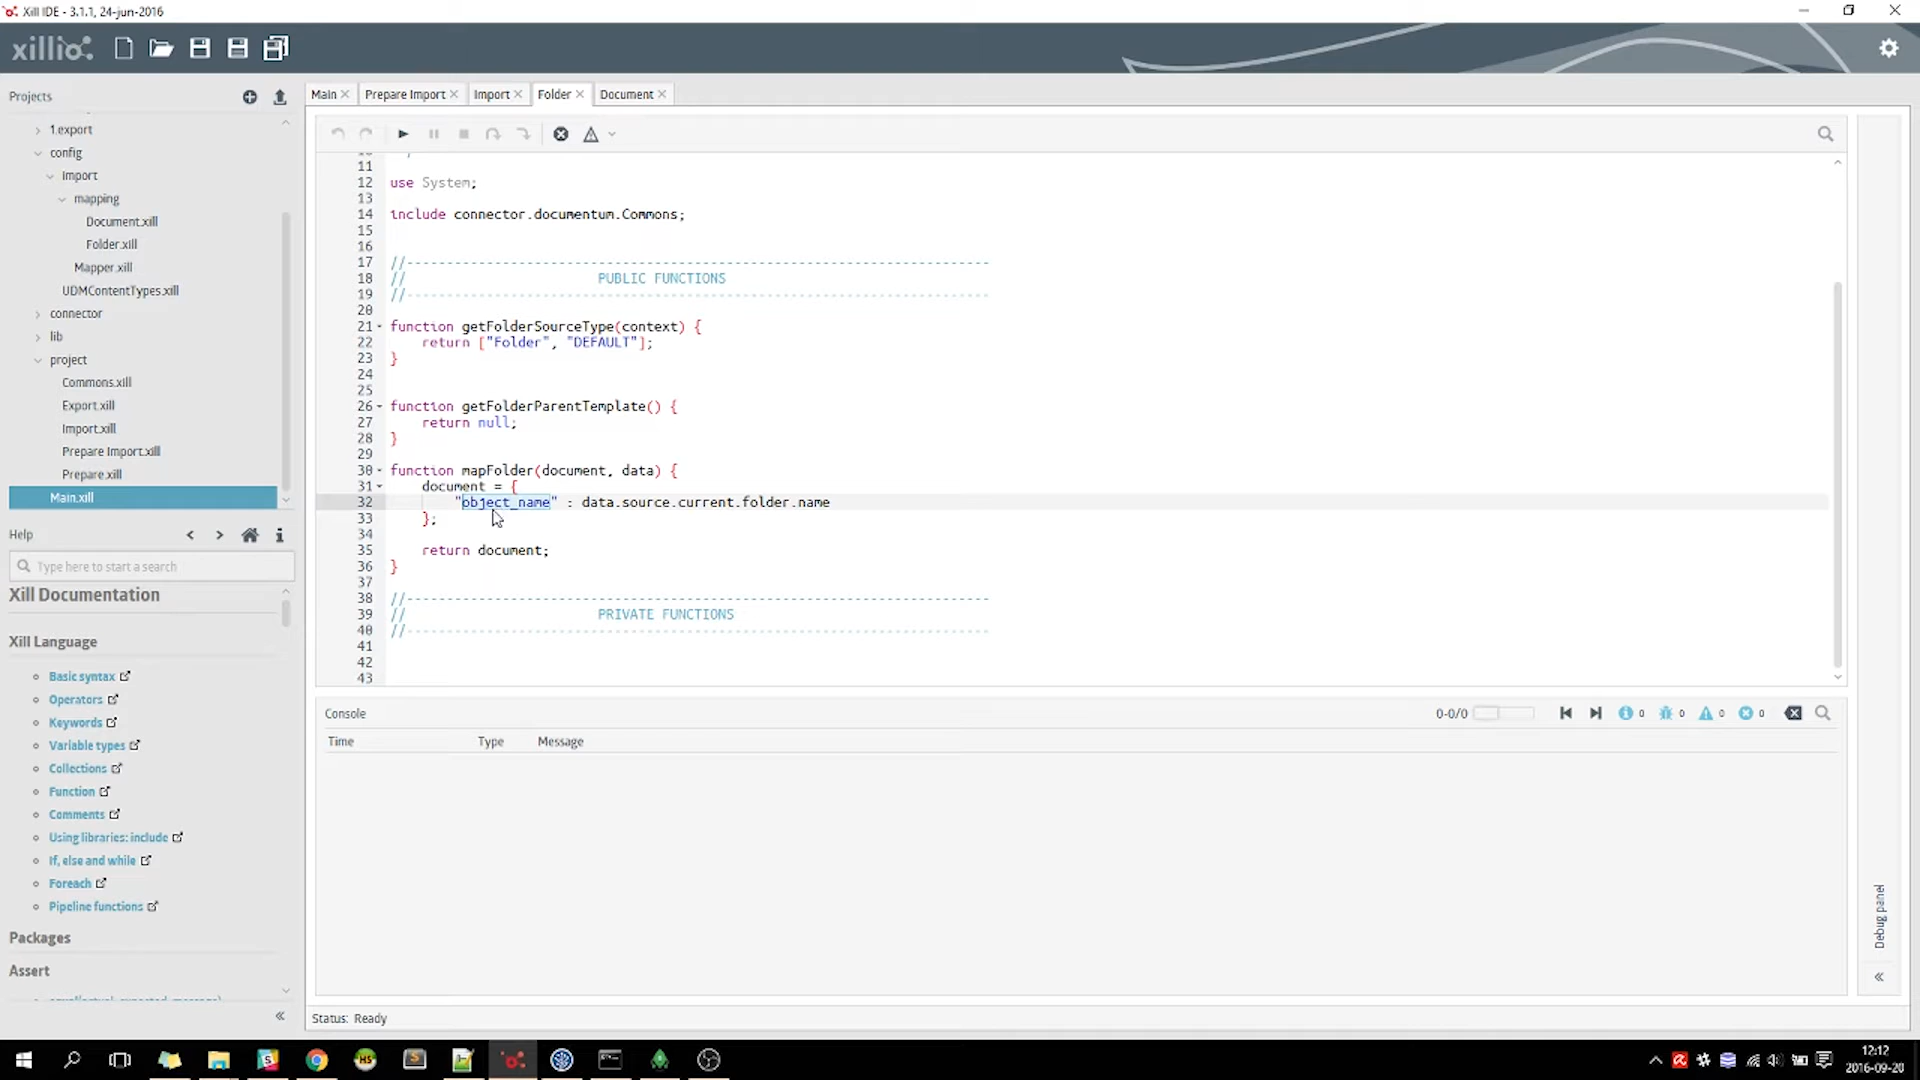 Xill IDE - 3.1.1, 24-jun-2016
xillio
Projects
1.export
config
import
mapping
Document.xill
Folder.xill
Mapper.xill
UDMContentTypes.xill
connector
lib
project
Commons.xill
Export.xill
Import.xill
Prepare Import.xill
Prepare.xill
Main.xill
Help
Type here to start a search
Xill Documentation
Xill Language
Basic syntax
Operators
Keywords
Variable types
Collections
Function
Comments
Using libraries: include
If, else and while
Foreach
Pipeline functions
Packages
Assert
Main
Prepare Import
Import
Folder
Document
11
12 use System;
13
14 include connector.documentum.Commons;
15
16
17 //--------------------------------------------------------------------------
18 // PUBLIC FUNCTIONS
19 //--------------------------------------------------------------------------
20
21 function getFolderSourceType(context) {
22 return ["Folder", "DEFAULT"];
23 }
24
25
26 function getFolderParentTemplate() {
27 return null;
28 }
29
30 function mapFolder(document, data) {
31 document = {
32 "object_name" : data.source.current.folder.name
33 };
34
35 return document;
36 }
37
38 //--------------------------------------------------------------------------
39 // PRIVATE FUNCTIONS
40 //--------------------------------------------------------------------------
41
42
43
Console
0-0/0
0
0
0
0
Time Type Message
Debug panel
Status: Ready
12:12
2016-09-20